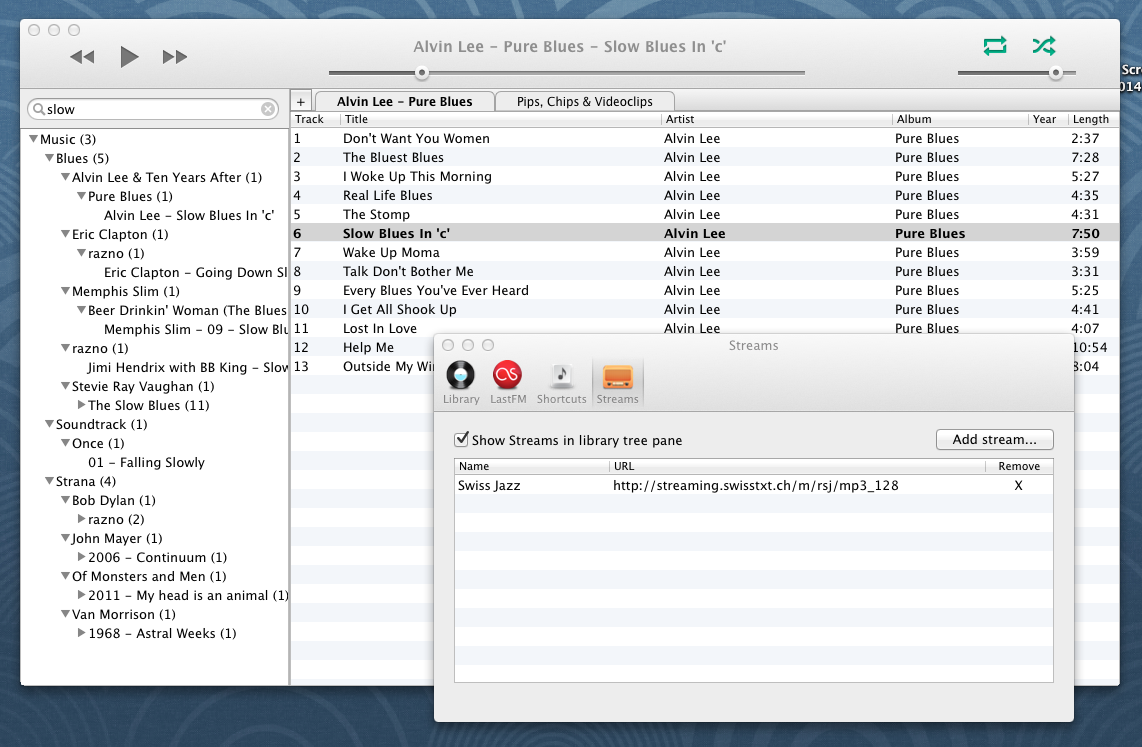 Alvin Lee – Pure Blues – Slow Blues In 'c'
Scr
014
slow
+
Alvin Lee – Pure Blues
Pips, Chips & Videoclips
Music (3)
Blues (5)
Alvin Lee & Ten Years After (1)
Pure Blues (1)
Alvin Lee – Slow Blues In 'c'
Eric Clapton (1)
razno (1)
Eric Clapton – Going Down Sl
Memphis Slim (1)
Beer Drinkin' Woman (The Blues
Memphis Slim – 09 – Slow Blu
razno (1)
Jimi Hendrix with BB King – Slow
Stevie Ray Vaughan (1)
The Slow Blues (11)
Soundtrack (1)
Once (1)
01 – Falling Slowly
Strana (4)
Bob Dylan (1)
razno (2)
John Mayer (1)
2006 – Continuum (1)
Of Monsters and Men (1)
2011 – My head is an animal (1)
Van Morrison (1)
1968 – Astral Weeks (1)
Track Title Artist Album Year Length
1 Don't Want You Women Alvin Lee Pure Blues 2:37
2 The Bluest Blues Alvin Lee Pure Blues 7:28
3 I Woke Up This Morning Alvin Lee Pure Blues 5:27
4 Real Life Blues Alvin Lee Pure Blues 4:35
5 The Stomp Alvin Lee Pure Blues 4:31
6 Slow Blues In 'c' Alvin Lee Pure Blues 7:50
7 Wake Up Moma Alvin Lee Pure Blues 3:59
8 Talk Don't Bother Me Alvin Lee Pure Blues 3:31
9 Every Blues You've Ever Heard Alvin Lee Pure Blues 5:25
10 I Get All Shook Up Alvin Lee Pure Blues 4:41
11 Lost In Love Alvin Lee Pure Blues 4:07
12 Help Me 10:54
13 Outside My Wi 8:04
Streams
Library LastFM Shortcuts Streams
Show Streams in library tree pane
Add stream...
Name URL Remove
Swiss Jazz http://streaming.swisstxt.ch/m/rsj/mp3_128 X